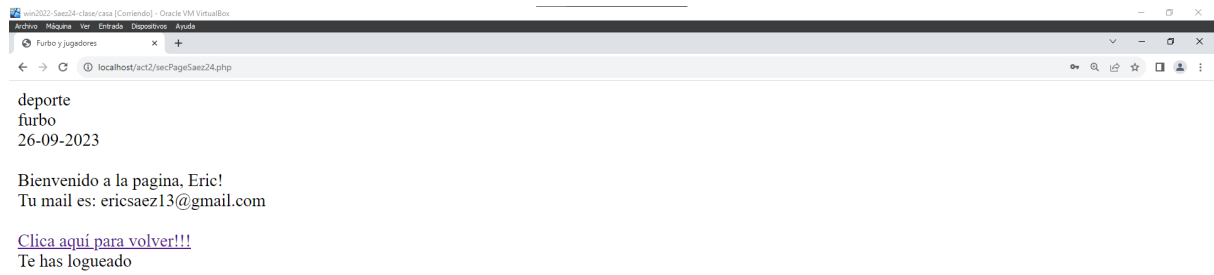 win2022-Saez24-clase/casa [Corriendo] - Oracle VM VirtualBox
Archivo Máquina Ver Entrada Dispositivos Ayuda
Furbo y jugadores
localhost/act2/secPageSaez24.php
deporte
furbo
26-09-2023
Bienvenido a la pagina, Eric!
Tu mail es: ericsaez13@gmail.com
Clica aquí para volver!!!
Te has logueado